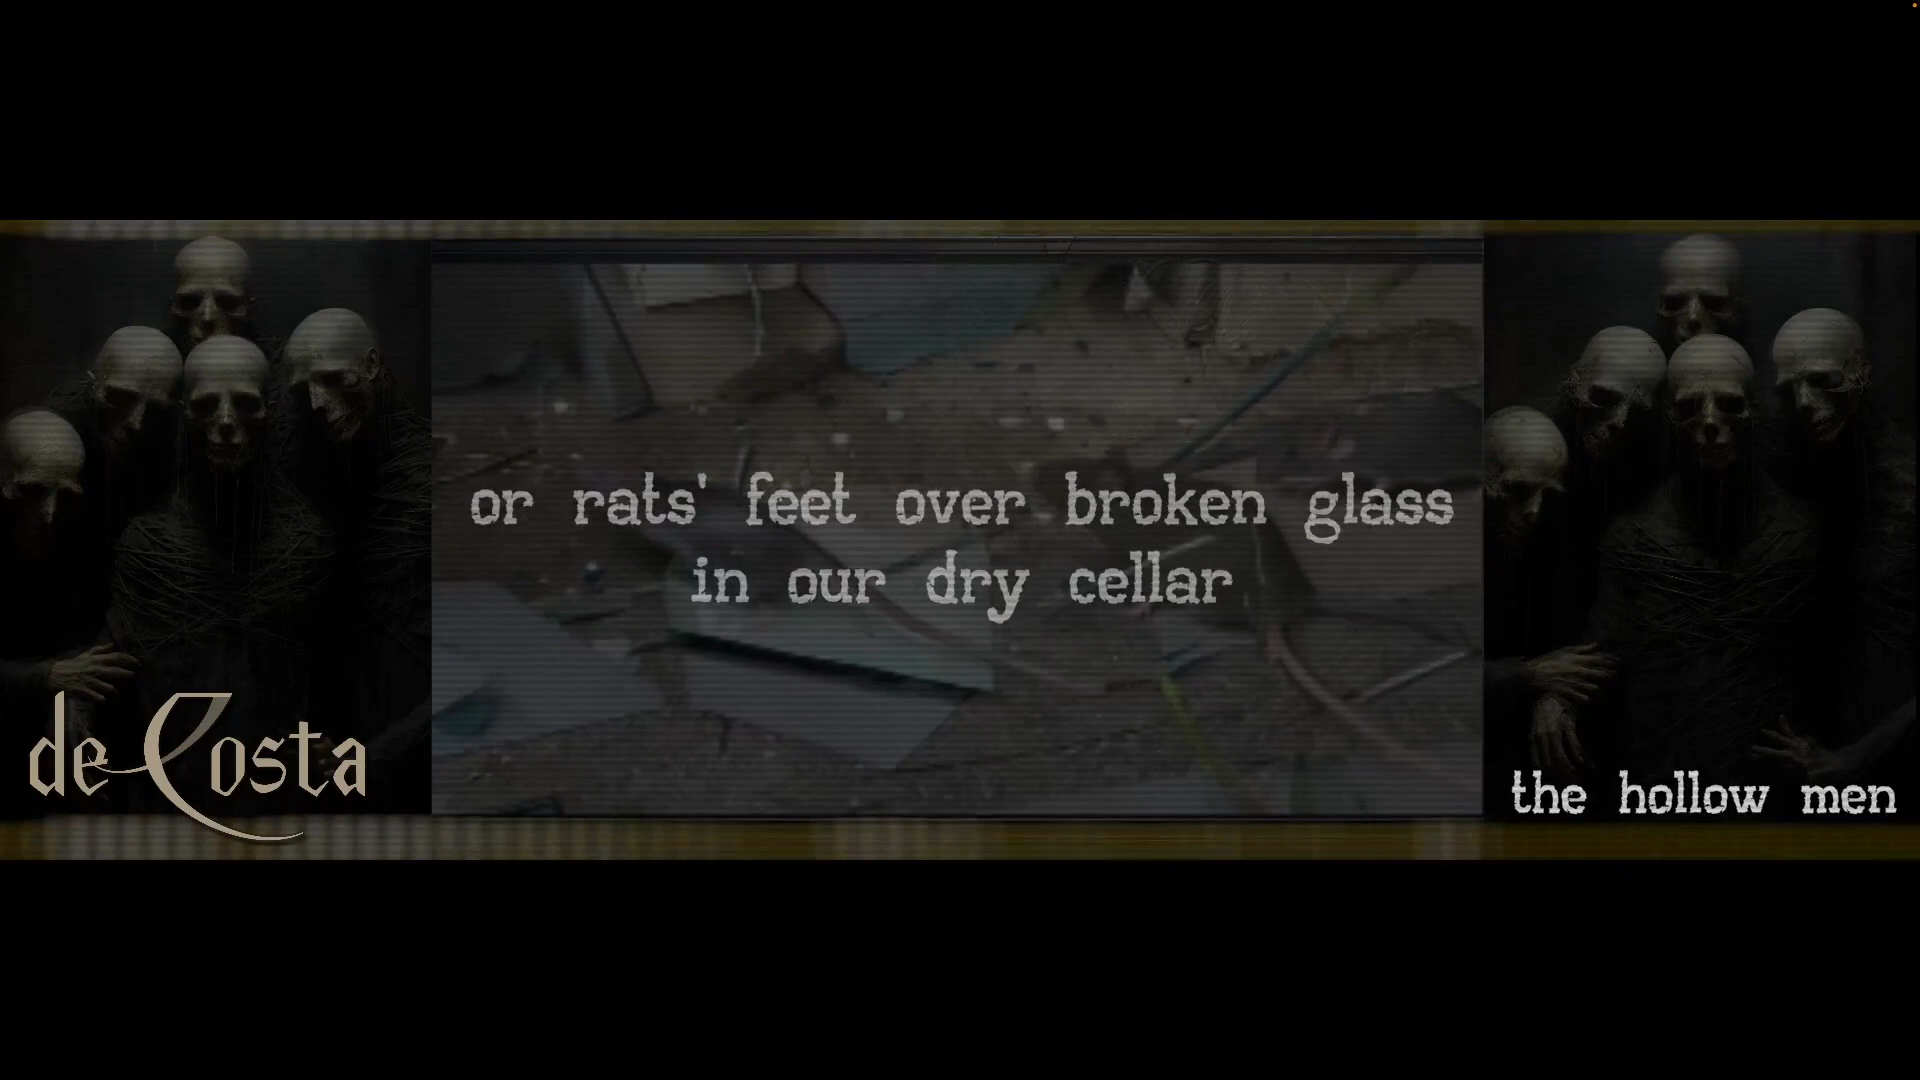 or rats' feet over broken glass
in our dry cellar
de Costa
the hollow men